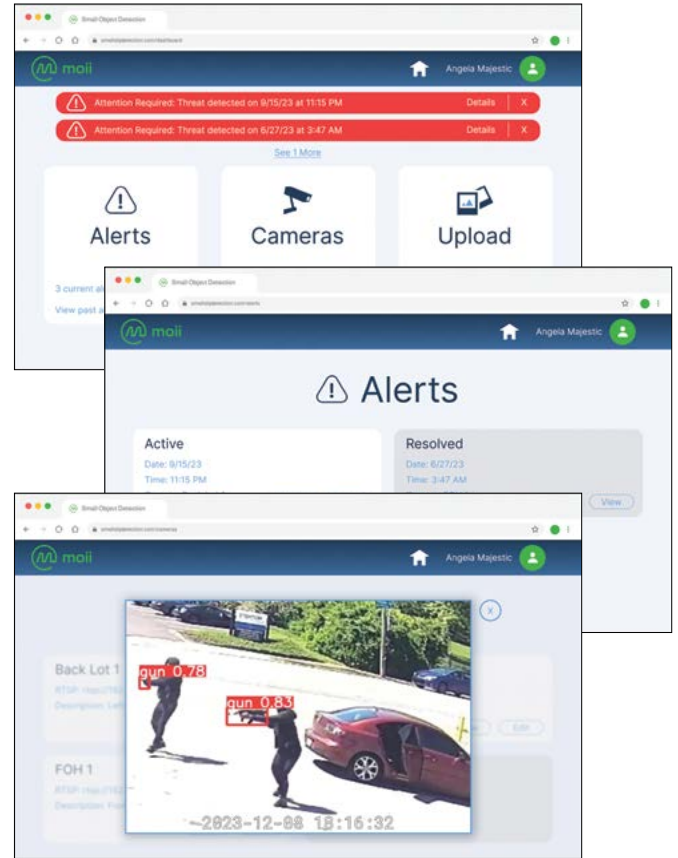 Small Object Detection
moii
Angela Majestic
Attention Required: Threat detected on 9/15/23 at 11:15 PM
Details
X
Attention Required: Threat detected on 6/27/23 at 3:47 AM
Details
X
See 1 More
Alerts
Cameras
Upload
3 current al
View past a
Small Object Detection
moii
Angela Majestic
Alerts
Active
Date: 9/15/23
Time: 11:15 PM
Resolved
Date: 6/27/23
Time: 3:47 AM
View
Small Object Detection
moii
Angela Majestic
X
Back Lot 1
Edit
FOH 1
gun 0.78
gun 0.83
2023-12-08 18:16:32